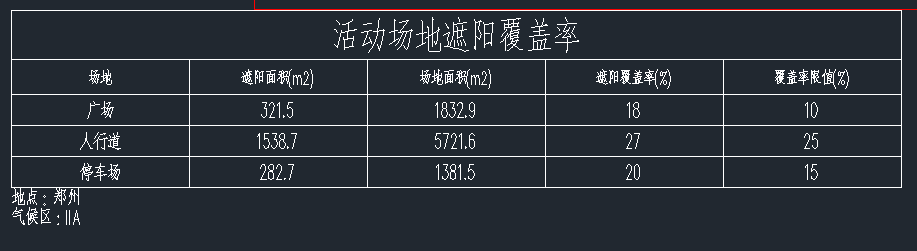 活动场地遮阳覆盖率
场地 遮阳面积(m2) 场地面积(m2) 遮阳覆盖率(%) 覆盖率限值(%)
广场 321.5 1832.9 18 10
人行道 1538.7 5721.6 27 25
停车场 282.7 1381.5 20 15
地点：郑州
气候区：IIA